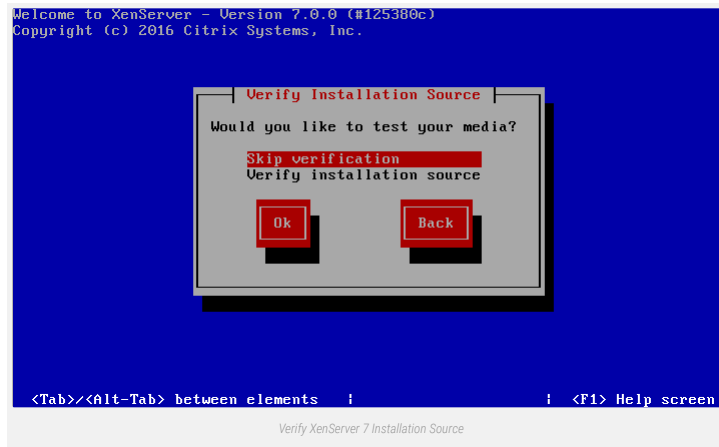 Welcome to XenServer - Version 7.0.0 (#125380c)
Copyright (c) 2016 Citrix Systems, Inc.
Verify Installation Source
Would you like to test your media?
Skip verification
Verify installation source
Ok Back
<Tab>/<Alt-Tab> between elements | | <F1> Help screen
Verify XenServer 7 Installation Source